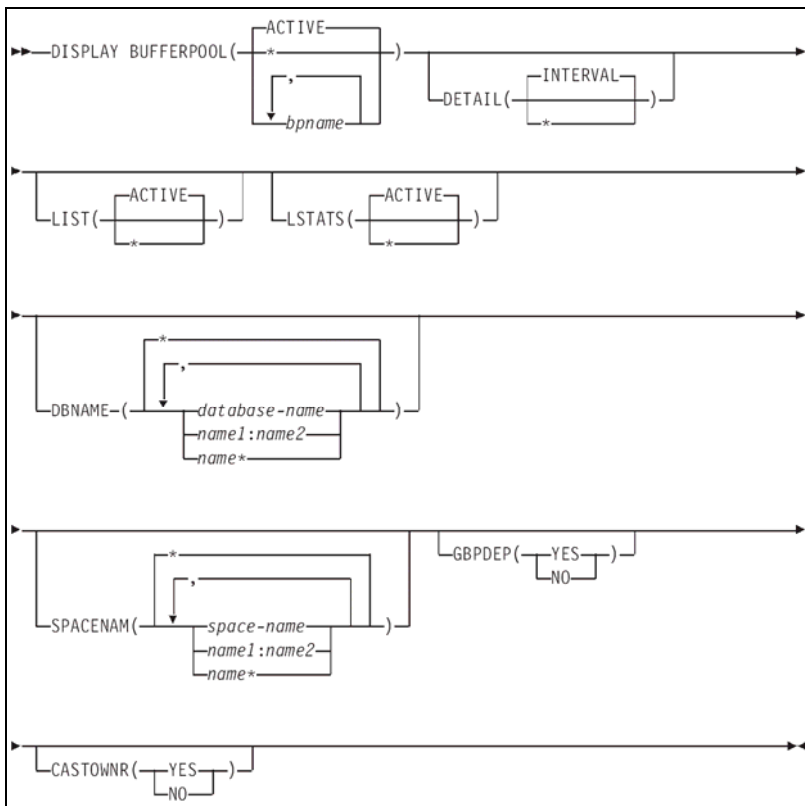 ACTIVE
DISPLAY BUFFERPOOL( * )
,
bpname
INTERVAL
DETAIL( )
*
ACTIVE
LIST( )
*
ACTIVE
LSTATS( )
*
*
,
DBNAME ( database-name )
name1:name2
name*
*
,
SPACENAM( space-name )
name1:name2
name*
GBPDEP( YES )
NO
CASTOWNR( YES )
NO